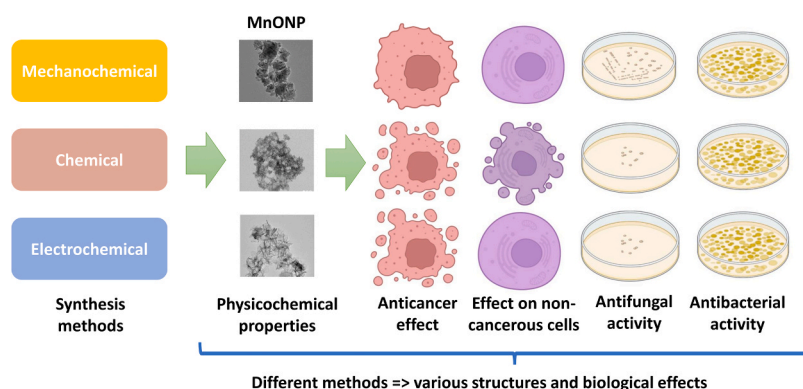 MnONP
Mechanochemical
Chemical
Electrochemical
Synthesis
methods
Physicochemical
properties
Anticancer
effect
Effect on non-
cancerous cells
Antifungal
activity
Antibacterial
activity
Different methods => various structures and biological effects